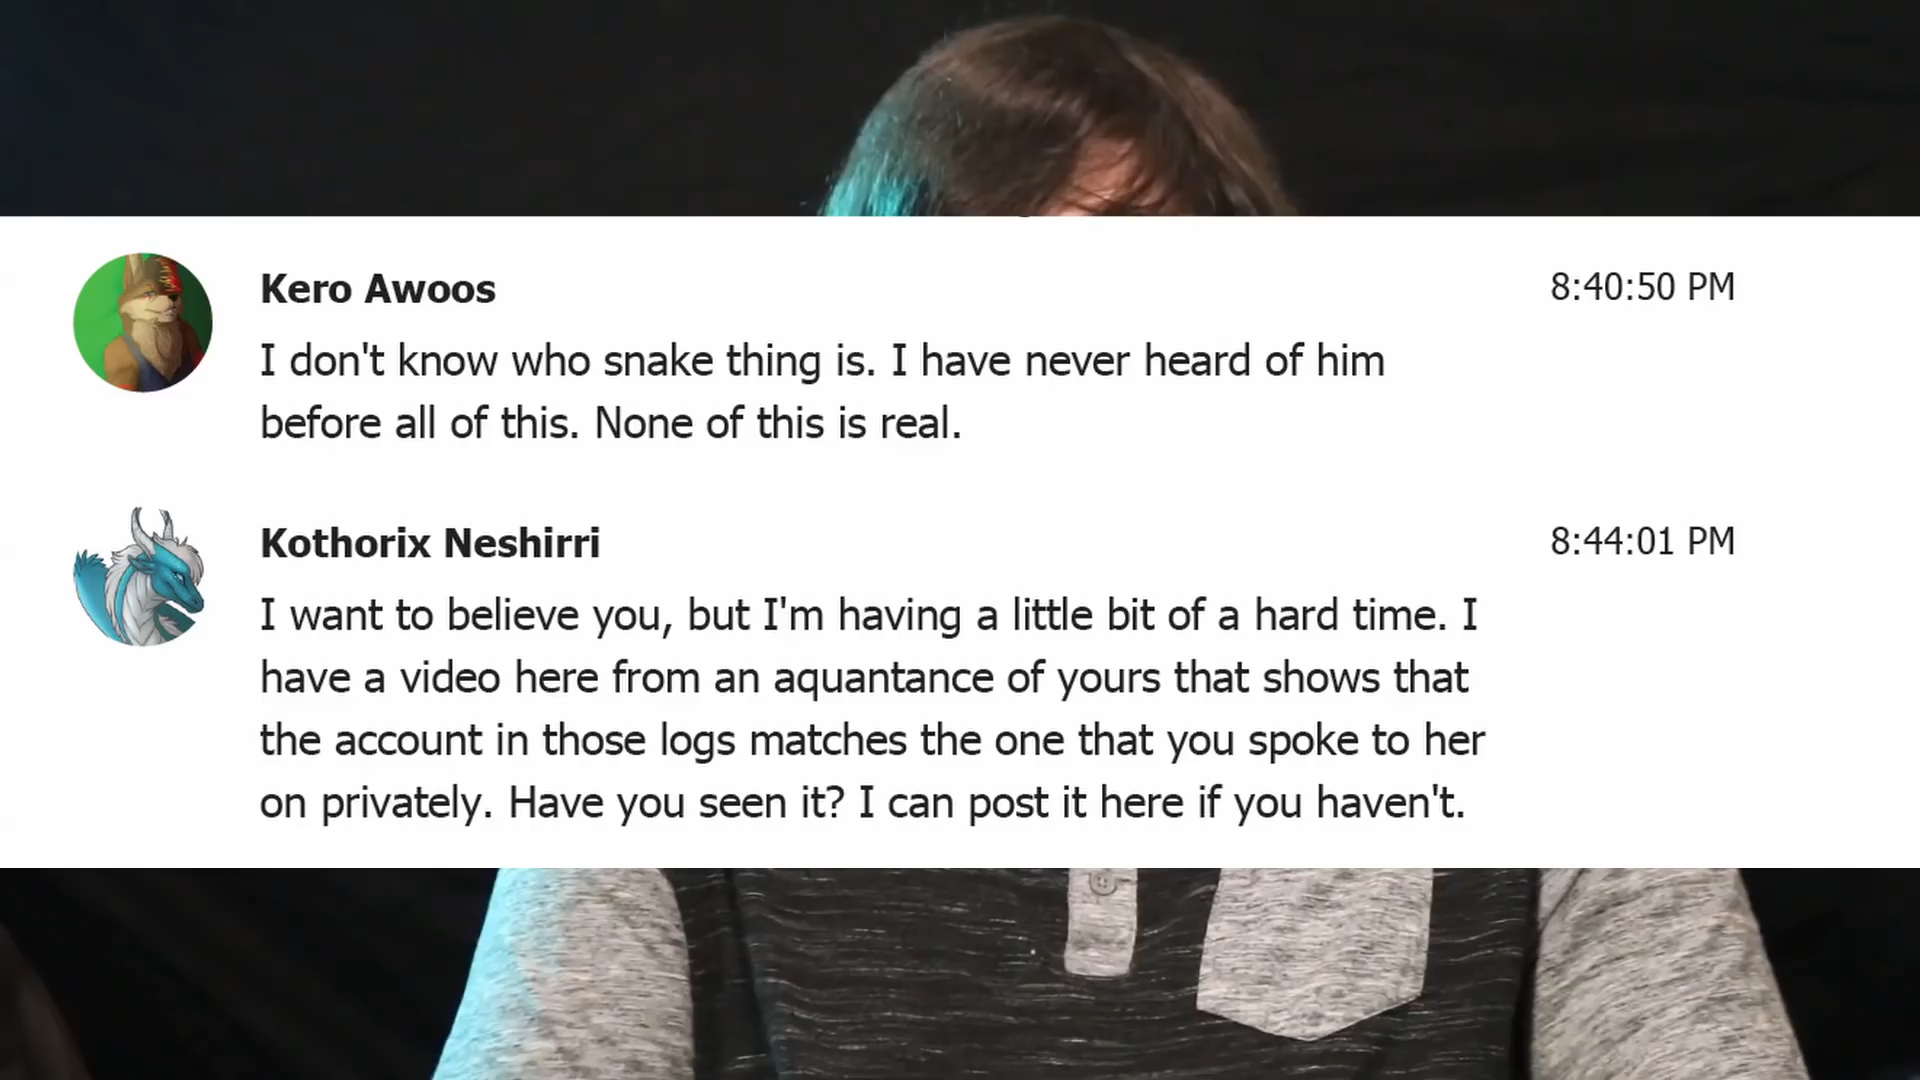 Kero Awoos 8:40:50 PM
I don't know who snake thing is. I have never heard of him
before all of this. None of this is real.
Kothorix Neshirri 8:44:01 PM
I want to believe you, but I'm having a little bit of a hard time. I
have a video here from an aquantance of yours that shows that
the account in those logs matches the one that you spoke to her
on privately. Have you seen it? I can post it here if you haven't.